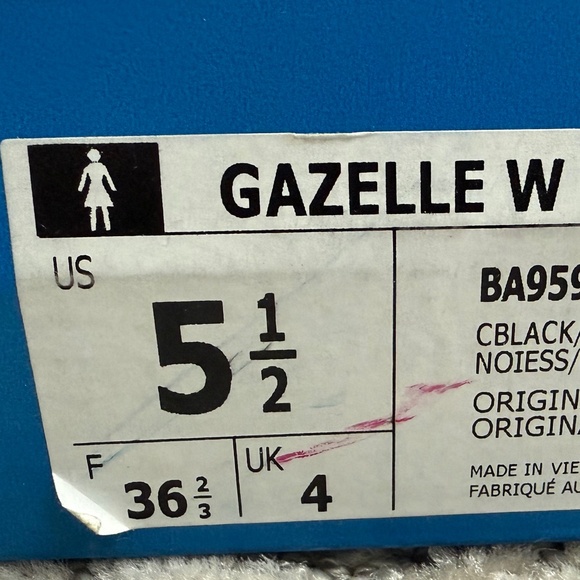 GAZELLE W
US
5 1/2
F
36 2/3
UK
4
BA959
CBLACK/
NOIESS/
ORIGIN
ORIGINA
MADE IN VIE
FABRIQUÉ AU